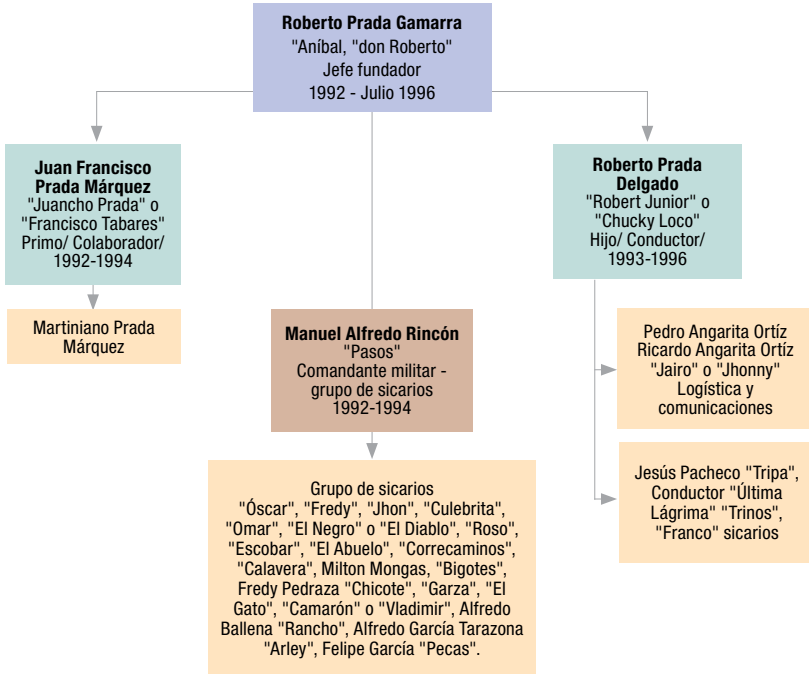 Roberto Prada Gamarra
"Aníbal, "don Roberto"
Jefe fundador
1992 - Julio 1996
Juan Francisco
Prada Márquez
"Juancho Prada" o
"Francisco Tabares"
Primo/ Colaborador/
1992-1994
Martiniano Prada
Márquez
Manuel Alfredo Rincón
"Pasos"
Comandante militar -
grupo de sicarios
1992-1994
Grupo de sicarios
"Óscar", "Fredy", "Jhon", "Culebrita",
"Omar", "El Negro" o "El Diablo", "Roso",
"Escobar", "El Abuelo", "Correcaminos",
"Calavera", Milton Mongas, "Bigotes",
Fredy Pedraza "Chicote", "Garza", "El
Gato", "Camarón" o "Vladimir", Alfredo
Ballena "Rancho", Alfredo García Tarazona
"Arley", Felipe García "Pecas".
Roberto Prada
Delgado
"Robert Junior" o
"Chucky Loco"
Hijo/ Conductor/
1993-1996
Pedro Angarita Ortíz
Ricardo Angarita Ortíz
"Jairo" o "Jhonny"
Logística y
comunicaciones
Jesús Pacheco "Tripa",
Conductor "Última
Lágrima" "Trinos",
"Franco" sicarios